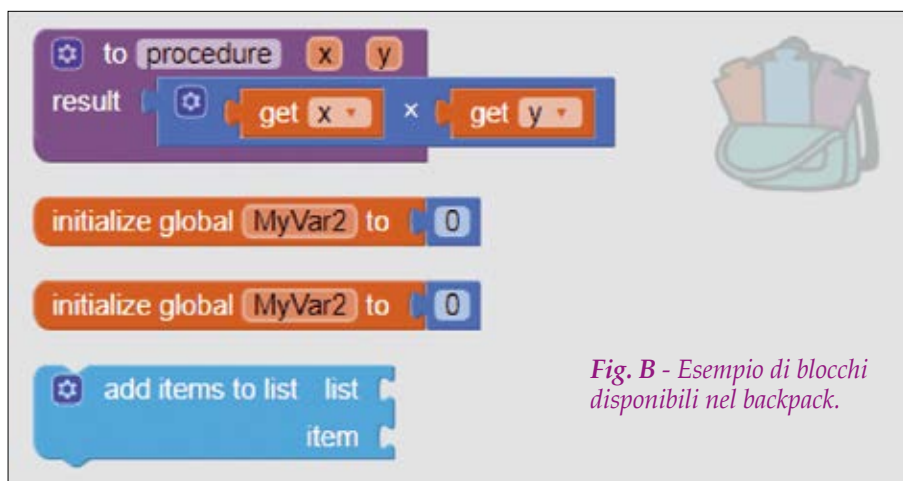 to procedure x y
result get x × get y
initialize global MyVar2 to 0
initialize global MyVar2 to 0
add items to list list
item
Fig. B - Esempio di blocchi
disponibili nel backpack.